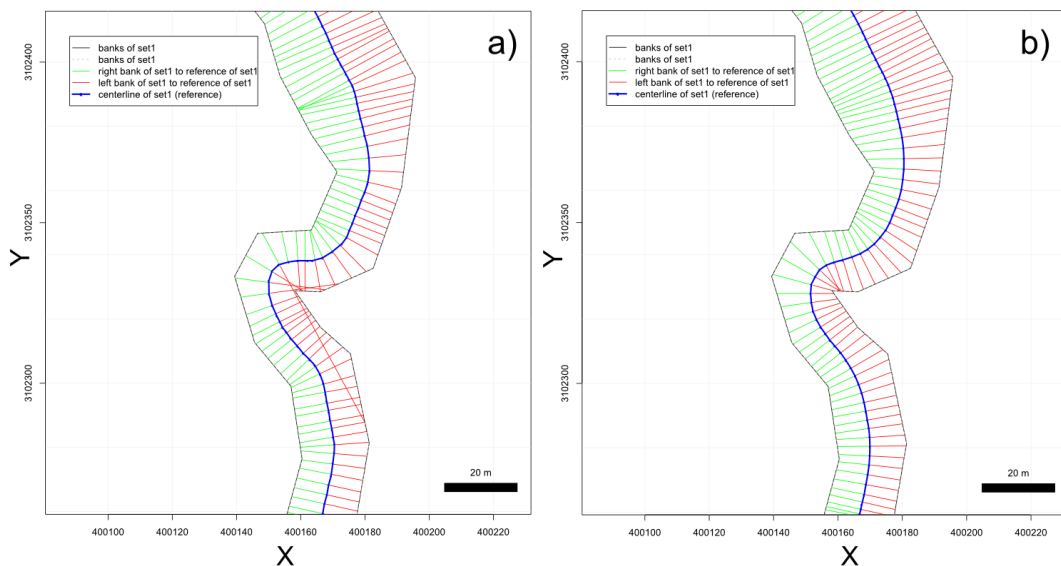 a)
banks of set1
banks of set1
right bank of set1 to reference of set1
left bank of set1 to reference of set1
centerline of set1 (reference)
3102400
3102350
3102300
Y
20 m
400100 400120 400140 400160 400180 400200 400220
X
b)
banks of set1
banks of set1
right bank of set1 to reference of set1
left bank of set1 to reference of set1
centerline of set1 (reference)
3102400
3102350
3102300
Y
20 m
400100 400120 400140 400160 400180 400200 400220
X